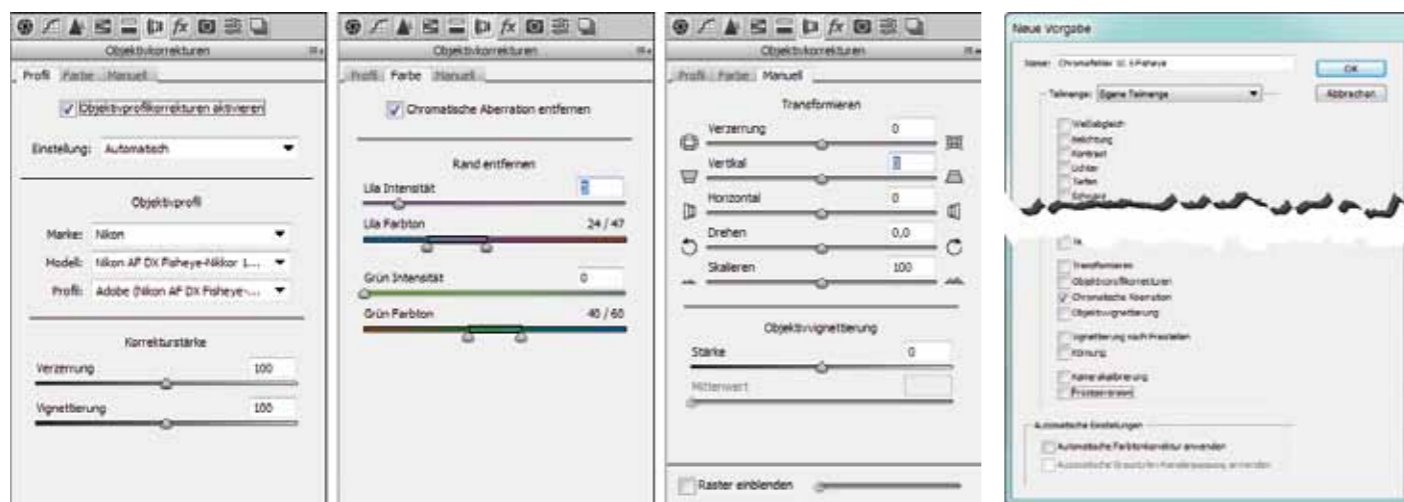 Objektivkorrekturen
Profil Farbe Manuell
Objektivprofilkorrekturen aktivieren
Einstellung: Automatisch
Objektivprofil
Marke: Nikon
Modell: Nikon AF DX Fisheye-Nikkor 1...
Profil: Adobe (Nikon AF DX Fisheye-...
Korrekturstärke
Verzerrung 100
Vignettierung 100
fx
Objektivkorrekturen
Profil Farbe Manuell
Chromatische Aberration entfernen
Rand entfernen
Lila Intensität
Lila Farbton 24 / 47
Grün Intensität 0
Grün Farbton 40 / 60
fx
Objektivkorrekturen
Profil Farbe Manuell
Transformieren
Verzerrung 0
Vertikal
Horizontal 0
Drehen 0,0
Skalieren 100
Objektivvignettierung
Stärke 0
Mittenwert
Raster einblenden
Neue Vorgabe
Name: Chromafehler 10.5 Fisheye
OK
Teilmenge: Eigene Teilmenge
Abbrechen
Weißabgleich
Belichtung
Kontrast
Lichter
Tiefen
Schwarz
Transformieren
Objektivprofilkorrekturen
Chromatische Aberration
Objektivvignettierung
Vignettierung nach Freistellen
Körnung
Kamerakalibrierung
Prozessversion
Automatische Einstellungen
Automatische Farbtonkorrektur anwenden
Automatische Graustufen-Kanalanpassung anwenden